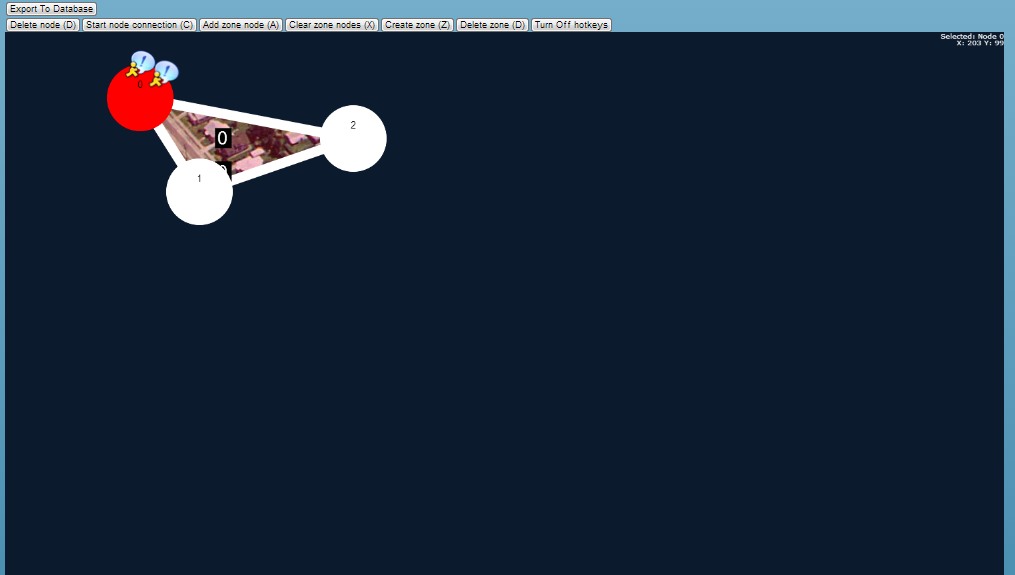 Export To Database
Delete node (D) Start node connection (C) Add zone node (A) Clear zone nodes (X) Create zone (Z) Delete zone (D) Turn Off hotkeys
Selected: Node 0
X: 203 Y: 99
0
2
0
1